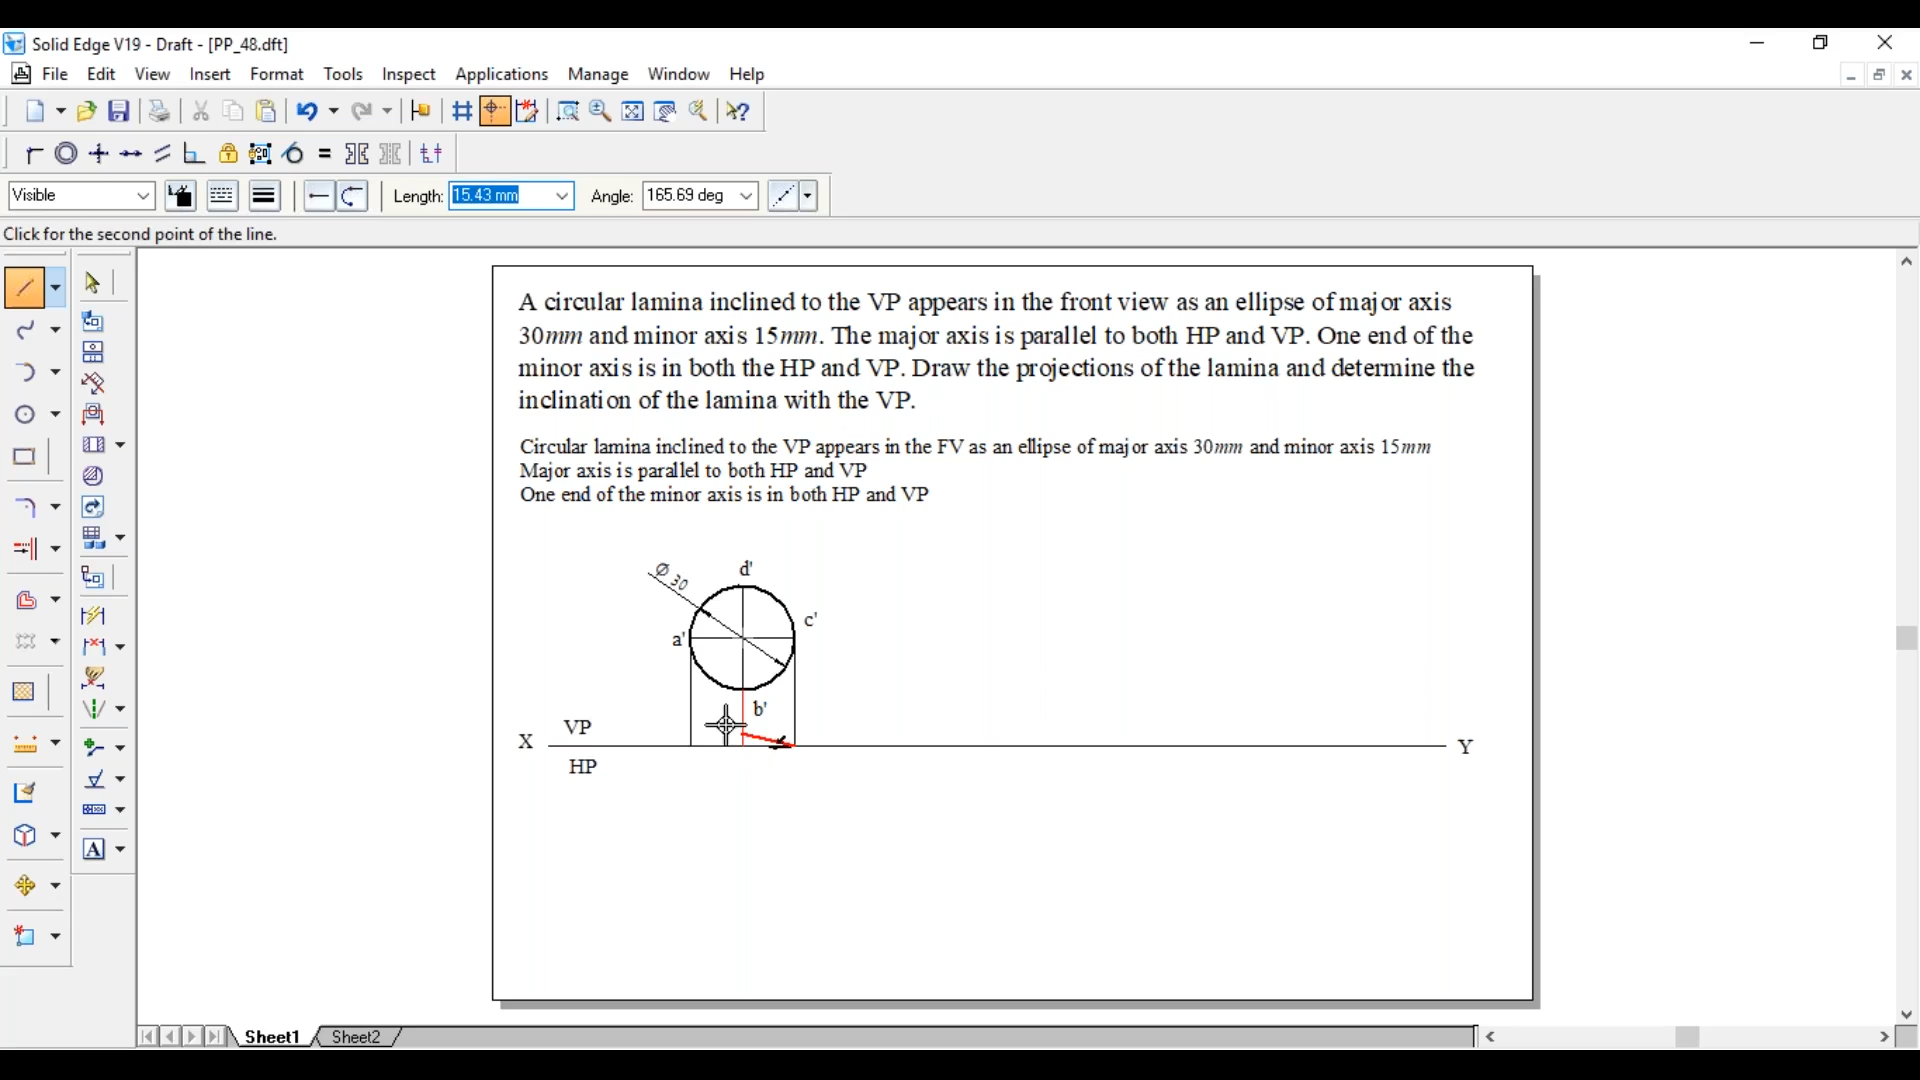 Solid Edge V19 - Draft - [PP_48.dft]
File Edit View Insert Format Tools Inspect Applications Manage Window Help
Visible Length: 15.43 mm Angle: 165.69 deg
Click for the second point of the line.
A circular lamina inclined to the VP appears in the front view as an ellipse of major axis
30mm and minor axis 15mm. The major axis is parallel to both HP and VP. One end of the
minor axis is in both the HP and VP. Draw the projections of the lamina and determine the
inclination of the lamina with the VP.
Circular lamina inclined to the VP appears in the FV as an ellipse of major axis 30mm and minor axis 15mm
Major axis is parallel to both HP and VP
One end of the minor axis is in both HP and VP
Ø 30
d'
c'
a'
b'
VP
X
Y
HP
A
Sheet1 Sheet2